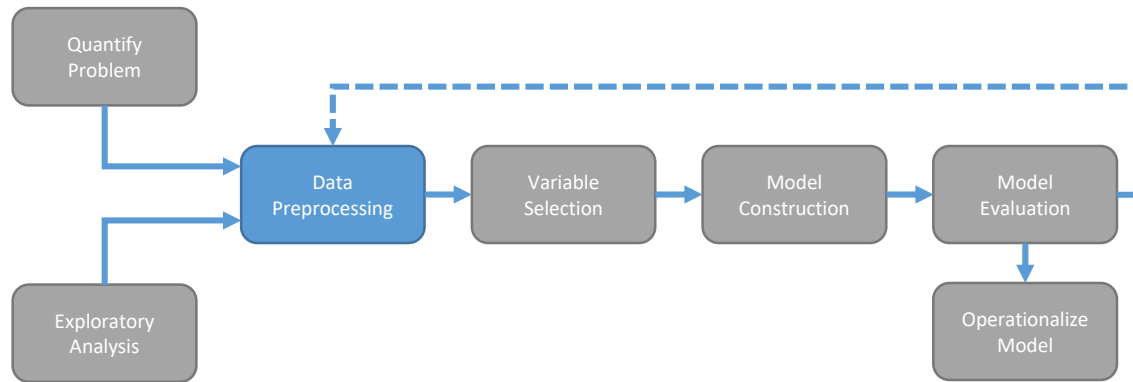 Quantify
Problem
Data
Preprocessing
Variable
Selection
Model
Construction
Model
Evaluation
Exploratory
Analysis
Operationalize
Model